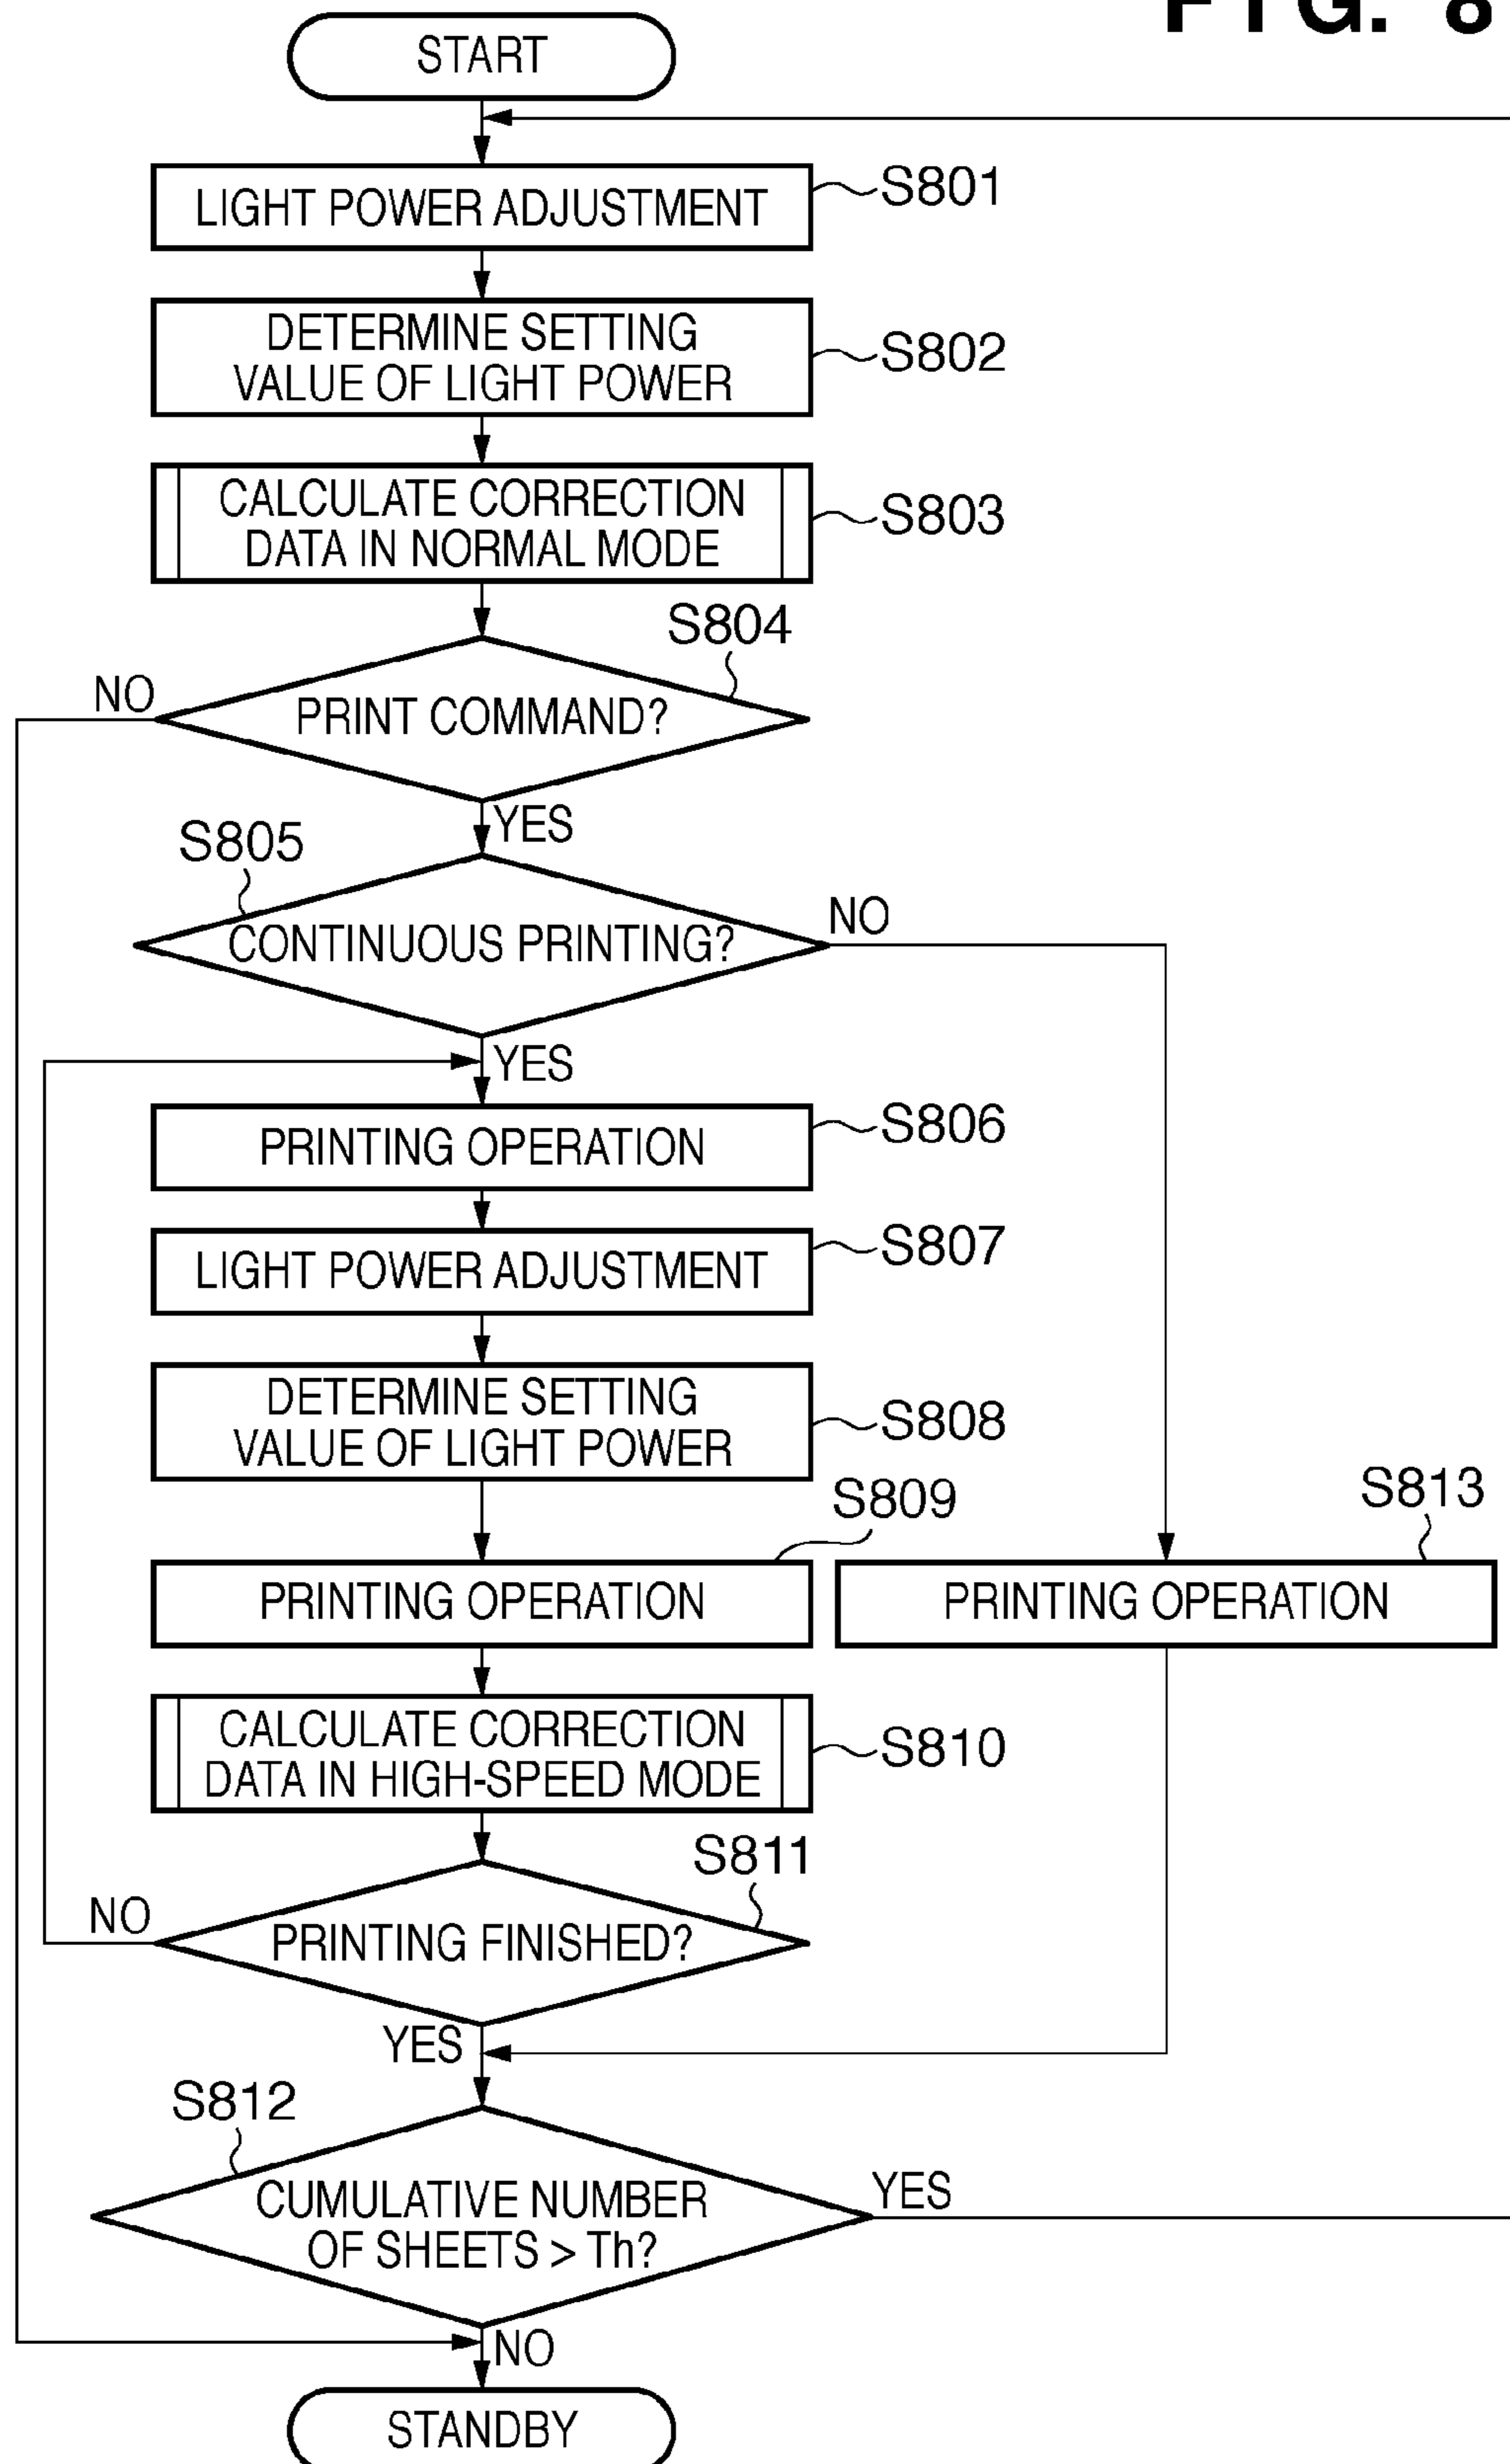 FIG. 8
START
LIGHT POWER ADJUSTMENT
S801
DETERMINE SETTING
VALUE OF LIGHT POWER
S802
CALCULATE CORRECTION
DATA IN NORMAL MODE
S803
S804
NO
PRINT COMMAND?
YES
S805
NO
CONTINUOUS PRINTING?
YES
PRINTING OPERATION
S806
LIGHT POWER ADJUSTMENT
S807
DETERMINE SETTING
VALUE OF LIGHT POWER
S808
S809
S813
PRINTING OPERATION
PRINTING OPERATION
CALCULATE CORRECTION
DATA IN HIGH-SPEED MODE
S810
S811
NO
PRINTING FINISHED?
YES
S812
YES
CUMULATIVE NUMBER
OF SHEETS > Th?
NO
STANDBY